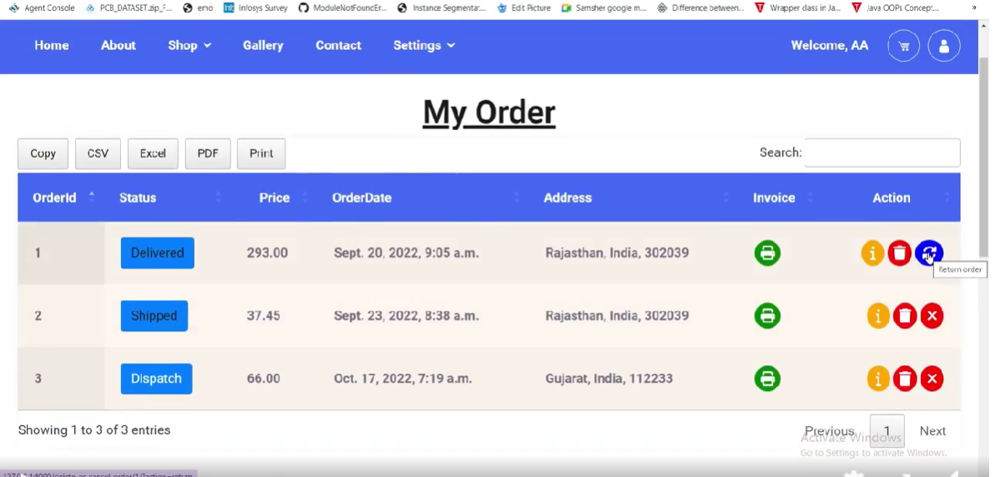 Agent Console PCB_DATASET.zip_F... emo Infosys Survey ModuleNotFoundEr... Instance Segmenta:... Edit Picture Samsher google m... Difference between... Wrapper class in Ja... Java OOPs Concept... »
Home About Shop Gallery Contact Settings Welcome, AA
My Order
Copy CSV Excel PDF Print Search:
OrderId Status Price OrderDate Address Invoice Action
1 Delivered 293.00 Sept. 20, 2022, 9:05 a.m. Rajasthan, India, 302039
Return order
2 Shipped 37.45 Sept. 23, 2022, 8:38 a.m. Rajasthan, India, 302039
3 Dispatch 66.00 Oct. 17, 2022, 7:19 a.m. Gujarat, India, 112233
Showing 1 to 3 of 3 entries Previous 1 Next
Activate Windows
Go to Settings to activate Windows.